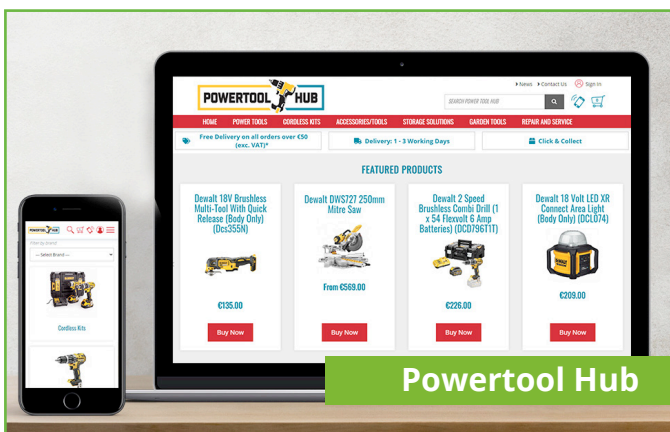 News Contact Us Sign In
POWERTOOL HUB
SEARCH POWER TOOL HUB
HOME POWER TOOLS CORDLESS KITS ACCESSORIES/TOOLS STORAGE SOLUTIONS GARDEN TOOLS REPAIR AND SERVICE
Free Delivery on all orders over €50
(exc. VAT)*
Delivery: 1 - 3 Working Days
Click & Collect
FEATURED PRODUCTS
Dewalt 18V Brushless
Multi-Tool With Quick
Release (Body Only)
(Dcs355N)
€135.00
Buy Now
Dewalt DWS727 250mm
Mitre Saw
From €569.00
Buy Now
Dewalt 2 Speed
Brushless Combi Drill (1
x 54 Flexvolt 6 Amp
Batteries) (DCD796T1T)
€226.00
Buy Now
Dewalt 18 Volt LED XR
Connect Area Light
(Body Only) (DCL074)
€209.00
Buy Now
POWERTOOL HUB
Filter by Brand
--- Select Brand ---
Cordless Kits
Powertool Hub